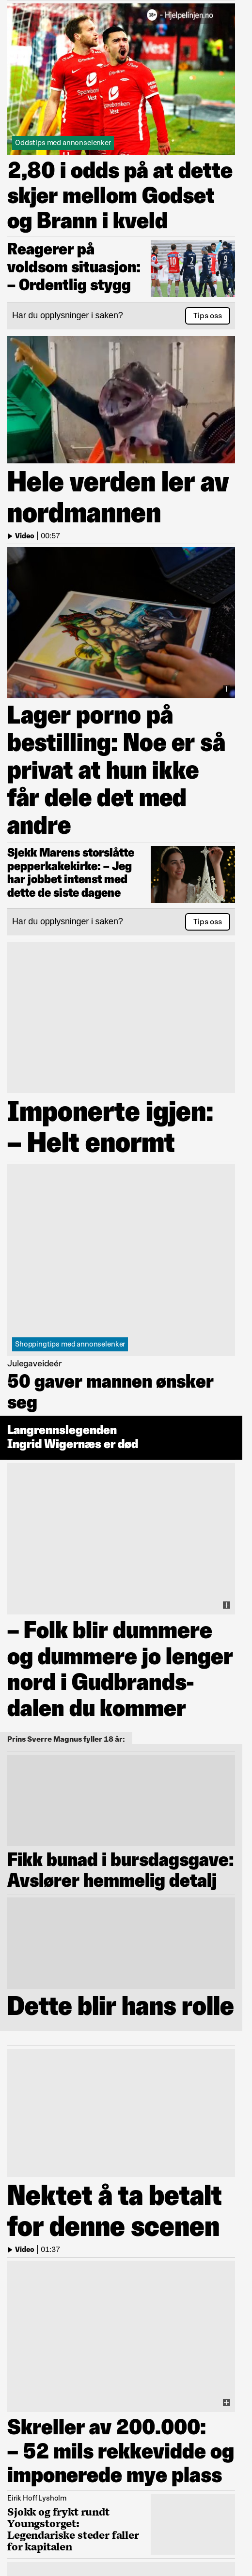 18+ - Hjelpelinjen.no
Oddstips med annonselenker
2,80 i odds på at dette
skjer mellom Godset
og Brann i kveld
Reagerer på
voldsom situasjon:
– Ordentlig stygg
Har du opplysninger i saken?
Tips oss
Hele verden ler av
nordmannen
Video | 00:57
Lager porno på
bestilling: Noe er så
privat at hun ikke
får dele det med
andre
Sjekk Marens storslåtte
pepperkakekirke: – Jeg
har jobbet intenst med
dette de siste dagene
Har du opplysninger i saken?
Tips oss
Imponerte igjen:
– Helt enormt
Shoppingtips med annonselenker
Julegaveideér
50 gaver mannen ønsker
seg
Langrennslegenden
Ingrid Wigernæs er død
– Folk blir dummere
og dummere jo lenger
nord i Gudbrands-
dalen du kommer
Prins Sverre Magnus fyller 18 år:
Fikk bunad i bursdagsgave:
Avslører hemmelig detalj
Dette blir hans rolle
Nektet å ta betalt
for denne scenen
Video | 01:37
Skreller av 200.000:
– 52 mils rekkevidde og
imponerede mye plass
Eirik Hoff Lysholm
Sjokk og frykt rundt
Youngstorget:
Legendariske steder faller
for kapitalen